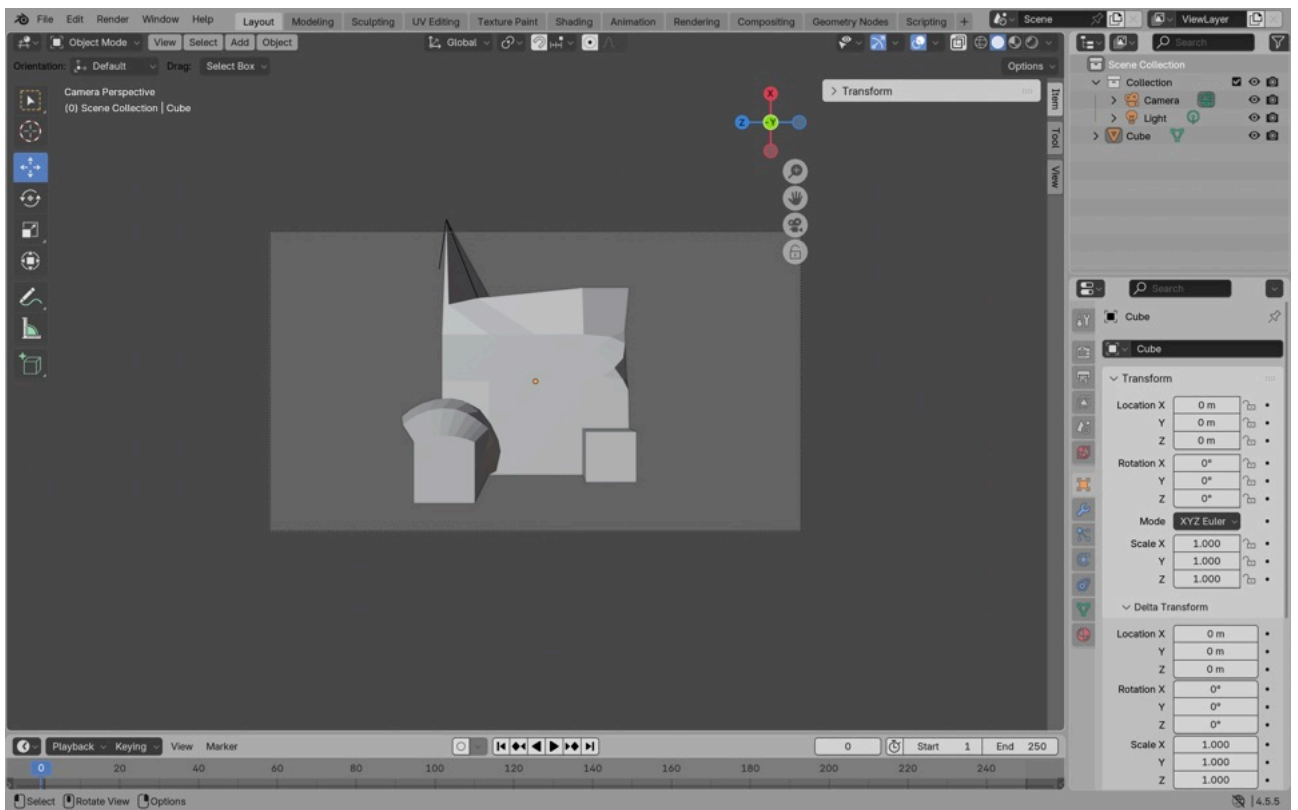 File Edit Render Window Help Layout Modeling Sculpting UV Editing Texture Paint Shading Animation Rendering Compositing Geometry Nodes Scripting + Scene ViewLayer
Object Mode View Select Add Object Global Search
Orientation: Default Drag: Select Box Options
Camera Perspective
(0) Scene Collection | Cube
X
Z -Y
Transform
Item
Tool
View
Scene Collection
Collection
Camera
Light
Cube
Search
Cube
Cube
Transform
Location X 0 m
Y 0 m
Z 0 m
Rotation X 0°
Y 0°
Z 0°
Mode XYZ Euler
Scale X 1.000
Y 1.000
Z 1.000
Delta Transform
Location X 0 m
Y 0 m
Z 0 m
Rotation X 0°
Y 0°
Z 0°
Scale X 1.000
Y 1.000
Z 1.000
Playback Keying View Marker 0 Start 1 End 250
0 20 40 60 80 100 120 140 160 180 200 220 240
Select Rotate View Options 4.5.5